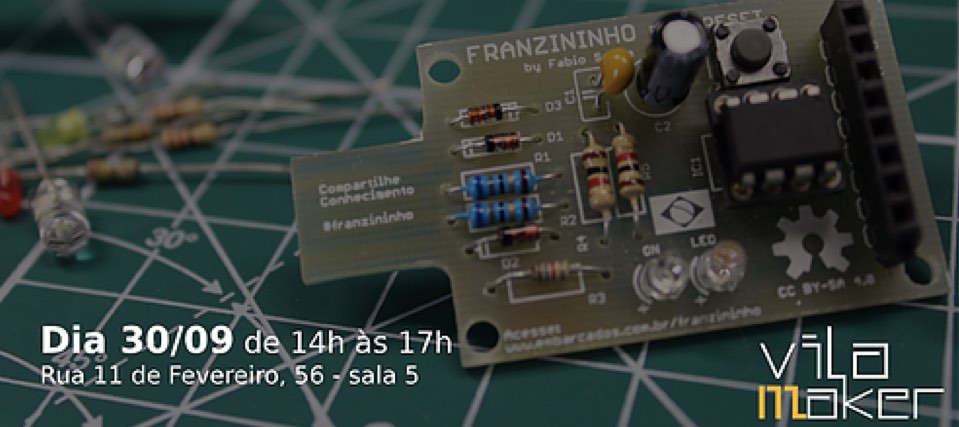 FRANZININHO
RESET
by Fabio
C1
D3
D1
C2
R1
IC1
Compartilhe
Conhecimento
#franzininho
R2
R4
D2
R3
ON
LED
CC BY-SA 4.0
Acesse:
www.embarcados.com.br/franzininho
30°
Dia 30/09 de 14h às 17h
Rua 11 de Fevereiro, 56 - sala 5
vila
maker